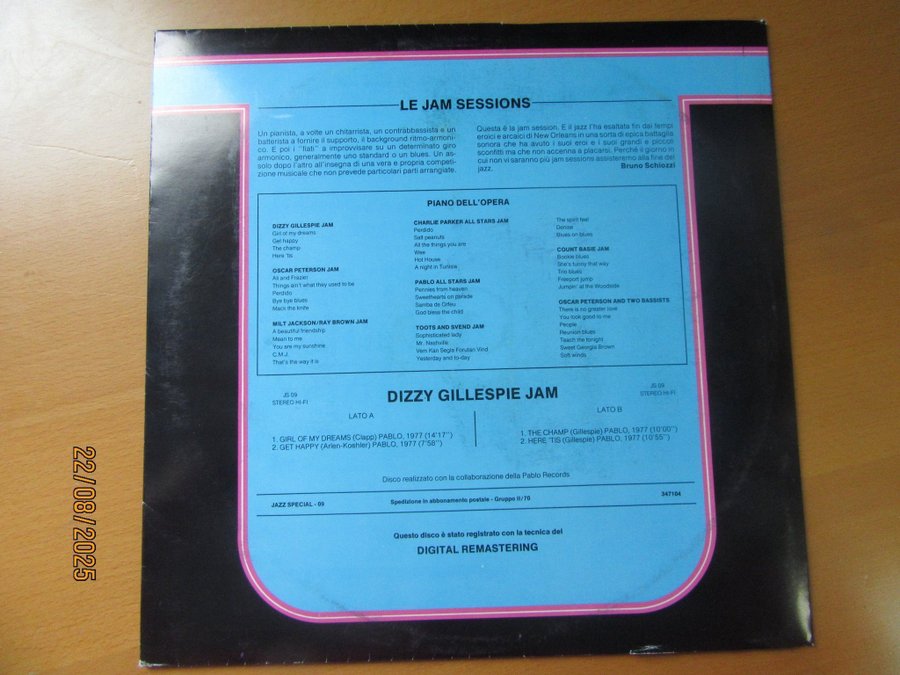 LE JAM SESSIONS
Un pianista, a volte un chitarrista, un contrabbassista e un
batterista a fornire il supporto, il background ritmo-armoni-
co. E poi i "fiati" a improvvisare su un determinato giro
armonico, generalmente uno standard o un blues. Un as-
solo dopo l'altro all'insegna di una vera e propria competi-
zione musicale che non prevede particolari parti arrangiate.
Questa è la jam session. E il jazz l'ha esaltata fin dai tempi
eroici e arcaici di New Orleans in una sorta di epica battaglia
sonora che ha avuto i suoi eroi e i suoi grandi e piccoli
sconfitti ma che non accenna a placarsi. Perché il giorno in
cui non vi saranno più jam sessions assisteremo alla fine del
jazz.
Bruno Schiozzi
PIANO DELL'OPERA
DIZZY GILLESPIE JAM
Girl of my dreams
Get happy
The champ
Here 'tis
OSCAR PETERSON JAM
Ali and Frazier
Things ain't what they used to be
Perdido
Bye bye blues
Mack the knife
MILT JACKSON/RAY BROWN JAM
A beautiful friendship
Mean to me
You are my sunshine
C.M.J.
That's the way it is
CHARLIE PARKER ALL STARS JAM
Perdido
Salt peanuts
All the things you are
Wee
Hot House
A night in Tunisia
PABLO ALL STARS JAM
Pennies from heaven
Sweethearts on parade
Samba de Orfeu
God bless the child
TOOTS AND SVEND JAM
Sophisticated lady
Mr. Nashville
Vem Kan Segla Forutan Vind
Yesterday and to-day
The spirit feel
Denise
Blues on blues
COUNT BASIE JAM
Bookie blues
She's funny that way
Trio blues
Freeport jump
Jumpin' at the Woodside
OSCAR PETERSON AND TWO BASSISTS
There is no greater love
You look good to me
People
Reunion blues
Teach me tonight
Sweet Georgia Brown
Soft winds
JS 09
STEREO HI-FI
DIZZY GILLESPIE JAM
JS 09
STEREO HI-FI
LATO A
1. GIRL OF MY DREAMS (Clapp) PABLO, 1977 (14'17'')
2. GET HAPPY (Arlen-Koehler) PABLO, 1977 (7'58'')
LATO B
1. THE CHAMP (Gillespie) PABLO, 1977 (10'00'')
2. HERE 'TIS (Gillespie) PABLO, 1977 (10'55'')
Disco realizzato con la collaborazione della Pablo Records
JAZZ SPECIAL - 09
Spedizione in abbonamento postale - Gruppo II/70
347104
Questo disco è stato registrato con la tecnica del
DIGITAL REMASTERING
22/08/2025